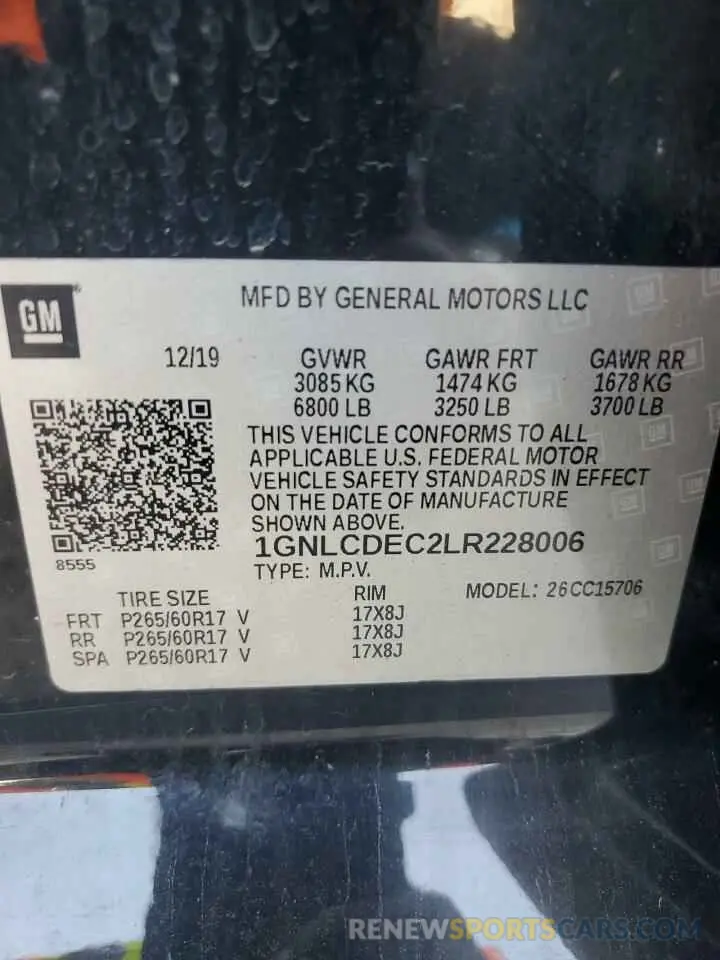 GM
MFD BY GENERAL MOTORS LLC
12/19 GVWR GAWR FRT GAWR RR
3085 KG 1474 KG 1678 KG
6800 LB 3250 LB 3700 LB
THIS VEHICLE CONFORMS TO ALL
APPLICABLE U.S. FEDERAL MOTOR
VEHICLE SAFETY STANDARDS IN EFFECT
ON THE DATE OF MANUFACTURE
SHOWN ABOVE.
1GNLCDEC2LR228006
8555
TYPE: M.P.V. MODEL: 26CC15706
TIRE SIZE RIM
FRT P265/60R17 V 17X8J
RR P265/60R17 V 17X8J
SPA P265/60R17 V 17X8J
RENEWSPORTSCARS.COM